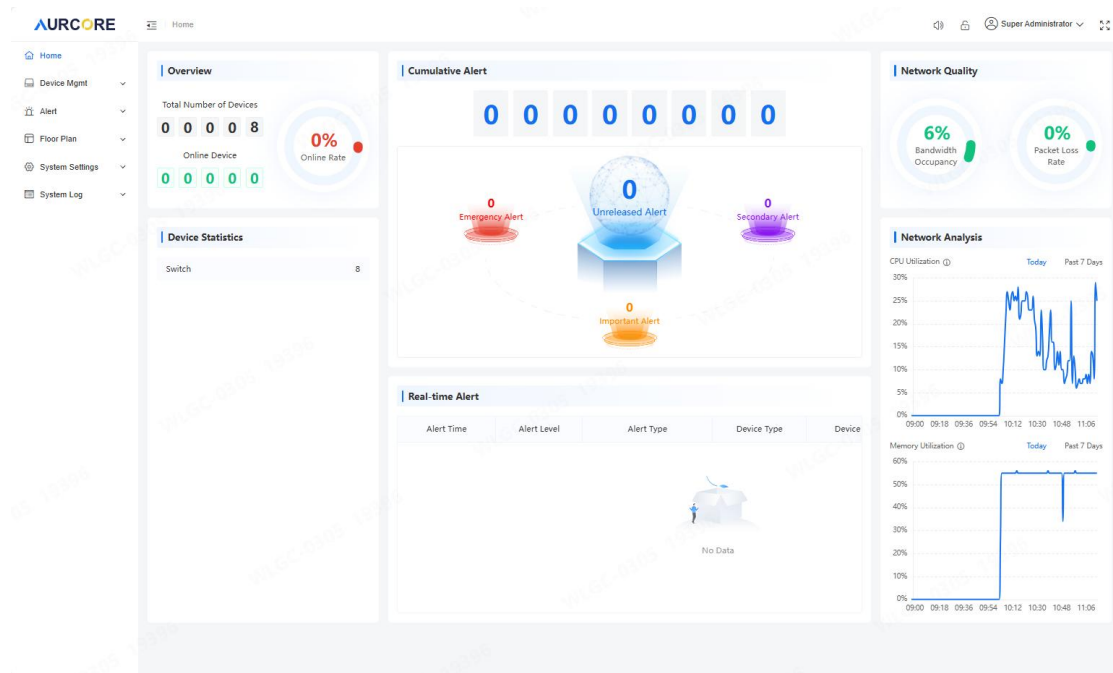 AURCORE
Home
Super Administrator
Home
Device Mgmt
Alert
Floor Plan
System Settings
System Log
Overview
Total Number of Devices
0 0 0 0 8
Online Device
0 0 0 0 0
0%
Online Rate
Device Statistics
Switch 8
Cumulative Alert
0 0 0 0 0 0 0 0
0
Unreleased Alert
0
Emergency Alert
0
Secondary Alert
0
Important Alert
Real-time Alert
Alert Time Alert Level Alert Type Device Type Device
No Data
Network Quality
6%
Bandwidth
Occupancy
0%
Packet Loss
Rate
Network Analysis
CPU Utilization Today Past 7 Days
30%
25%
20%
15%
10%
5%
0%
09:00 09:18 09:36 09:54 10:12 10:30 10:48 11:06
Memory Utilization Today Past 7 Days
60%
50%
40%
30%
20%
10%
0%
09:00 09:18 09:36 09:54 10:12 10:30 10:48 11:06